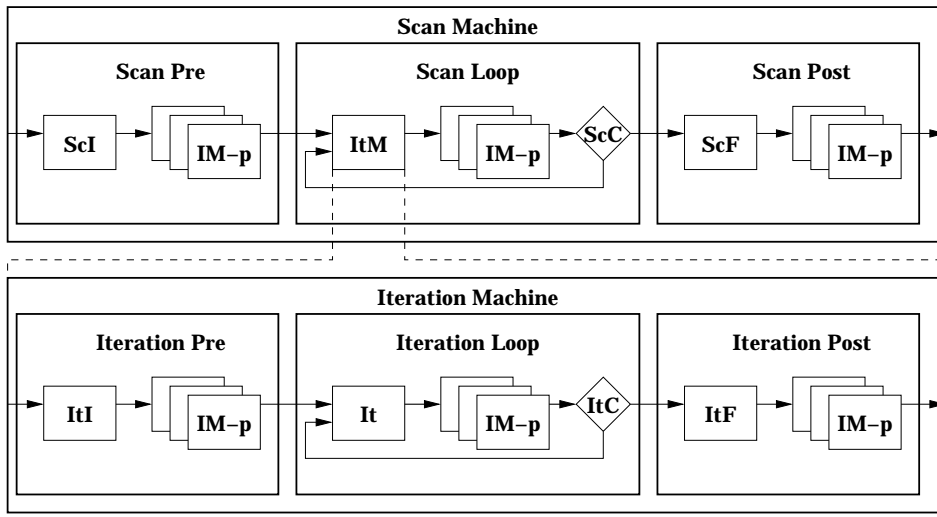 Scan Machine
Scan Pre
Scan Loop
Scan Post
ScI
IM−p
ItM
IM−p
ScC
ScF
IM−p
Iteration Machine
Iteration Pre
Iteration Loop
Iteration Post
ItI
IM−p
It
IM−p
ItC
ItF
IM−p